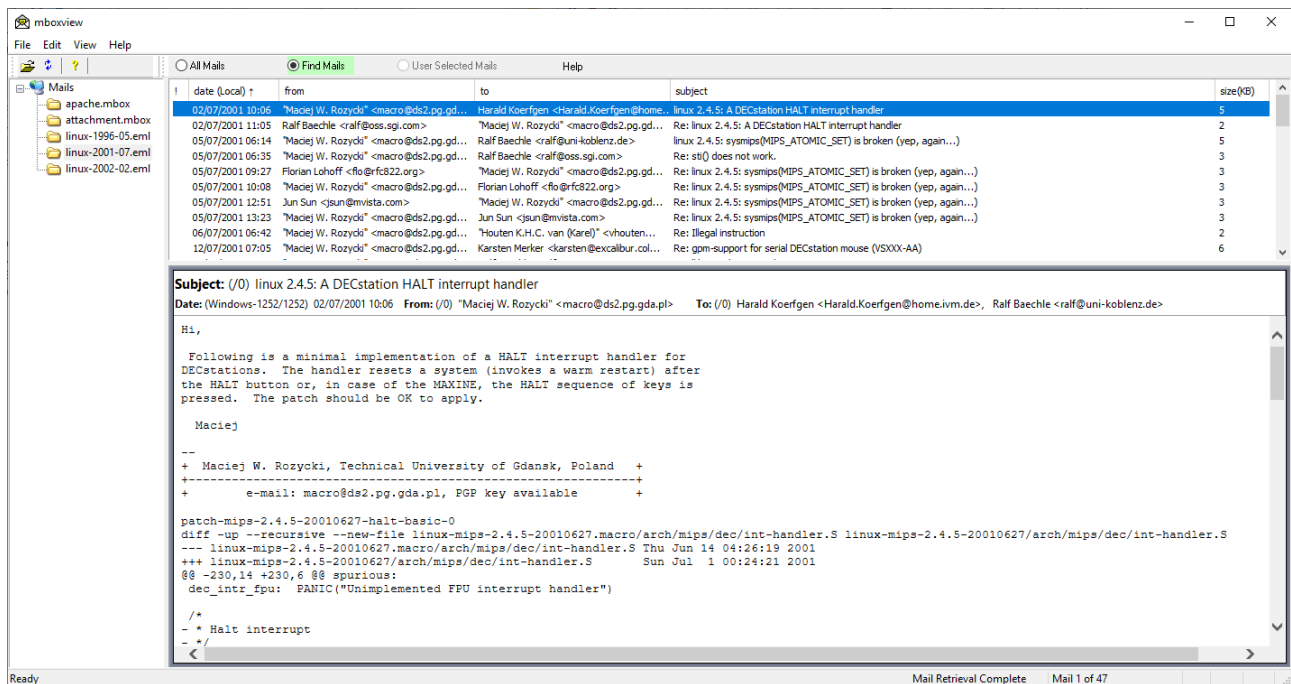 mboxview
File Edit View Help
All Mails Find Mails User Selected Mails Help
Mails
apache.mbox
attachment.mbox
linux-1996-05.eml
linux-2001-07.eml
linux-2002-02.eml
! date (Local) ↑ from to subject size(KB)
02/07/2001 10:06 "Maciej W. Rozycki" <macro@ds2.pg.gd... Harald Koerfgen <Harald.Koerfgen@home... linux 2.4.5: A DECstation HALT interrupt handler 5
02/07/2001 11:05 Ralf Baechle <ralf@oss.sgi.com> "Maciej W. Rozycki" <macro@ds2.pg.gd... Re: linux 2.4.5: A DECstation HALT interrupt handler 2
05/07/2001 06:14 "Maciej W. Rozycki" <macro@ds2.pg.gd... Ralf Baechle <ralf@uni-koblenz.de> linux 2.4.5: sysmips(MIPS_ATOMIC_SET) is broken (yep, again...) 5
05/07/2001 06:35 "Maciej W. Rozycki" <macro@ds2.pg.gd... Ralf Baechle <ralf@oss.sgi.com> Re: sti() does not work. 3
05/07/2001 09:27 Florian Lohoff <flo@rfc822.org> "Maciej W. Rozycki" <macro@ds2.pg.gd... Re: linux 2.4.5: sysmips(MIPS_ATOMIC_SET) is broken (yep, again...) 3
05/07/2001 10:08 "Maciej W. Rozycki" <macro@ds2.pg.gd... Florian Lohoff <flo@rfc822.org> Re: linux 2.4.5: sysmips(MIPS_ATOMIC_SET) is broken (yep, again...) 3
05/07/2001 12:51 Jun Sun <jsun@mvista.com> "Maciej W. Rozycki" <macro@ds2.pg.gd... Re: linux 2.4.5: sysmips(MIPS_ATOMIC_SET) is broken (yep, again...) 3
05/07/2001 13:23 "Maciej W. Rozycki" <macro@ds2.pg.gd... Jun Sun <jsun@mvista.com> Re: linux 2.4.5: sysmips(MIPS_ATOMIC_SET) is broken (yep, again...) 3
06/07/2001 06:42 "Maciej W. Rozycki" <macro@ds2.pg.gd... "Houten K.H.C. van (Karel)" <vhouten... Re: Illegal instruction 2
12/07/2001 07:05 "Maciej W. Rozycki" <macro@ds2.pg.gd... Karsten Merker <karsten@excalibur.col... Re: gpm-support for serial DECstation mouse (VSXXX-AA) 6
Subject: (/0) linux 2.4.5: A DECstation HALT interrupt handler
Date: (Windows-1252/1252) 02/07/2001 10:06 From: (/0) "Maciej W. Rozycki" <macro@ds2.pg.gda.pl> To: (/0) Harald Koerfgen <Harald.Koerfgen@home.ivm.de>, Ralf Baechle <ralf@uni-koblenz.de>
Hi,
Following is a minimal implementation of a HALT interrupt handler for
DECstations. The handler resets a system (invokes a warm restart) after
the HALT button or, in case of the MAXINE, the HALT sequence of keys is
pressed. The patch should be OK to apply.
Maciej
--
+ Maciej W. Rozycki, Technical University of Gdansk, Poland +
+--------------------------------------------------------------+
+ e-mail: macro@ds2.pg.gda.pl, PGP key available +
patch-mips-2.4.5-20010627-halt-basic-0
diff -up --recursive --new-file linux-mips-2.4.5-20010627.macro/arch/mips/dec/int-handler.S linux-mips-2.4.5-20010627/arch/mips/dec/int-handler.S
--- linux-mips-2.4.5-20010627.macro/arch/mips/dec/int-handler.S Thu Jun 14 04:26:19 2001
+++ linux-mips-2.4.5-20010627/arch/mips/dec/int-handler.S Sun Jul 1 00:24:21 2001
@@ -230,14 +230,6 @@ spurious:
dec_intr_fpu: PANIC("Unimplemented FPU interrupt handler")
/*
- * Halt interrupt
- */
Ready Mail Retrieval Complete Mail 1 of 47